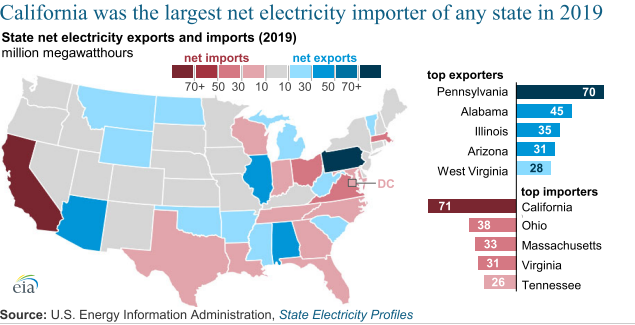 California was the largest net electricity importer of any state in 2019
State net electricity exports and imports (2019)
million megawatthours
net imports net exports
70+ 50 30 10 10 30 50 70+
top exporters
Pennsylvania 70
Alabama 45
Illinois 35
Arizona 31
West Virginia 28
top importers
71 California
38 Ohio
33 Massachusetts
31 Virginia
26 Tennessee
DC
eia
Source: U.S. Energy Information Administration, State Electricity Profiles